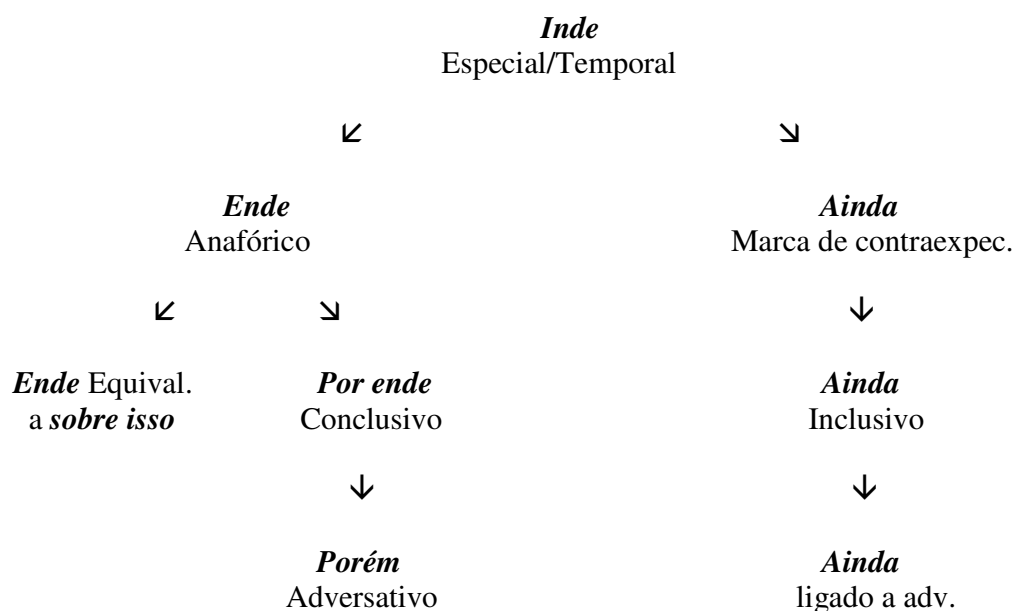 Inde
Especial/Temporal
Ende
Anafórico
Ainda
Marca de contraexpec.
Ende Equival.
a sobre isso
Por ende
Conclusivo
Ainda
Inclusivo
Porém
Adversativo
Ainda
ligado a adv.